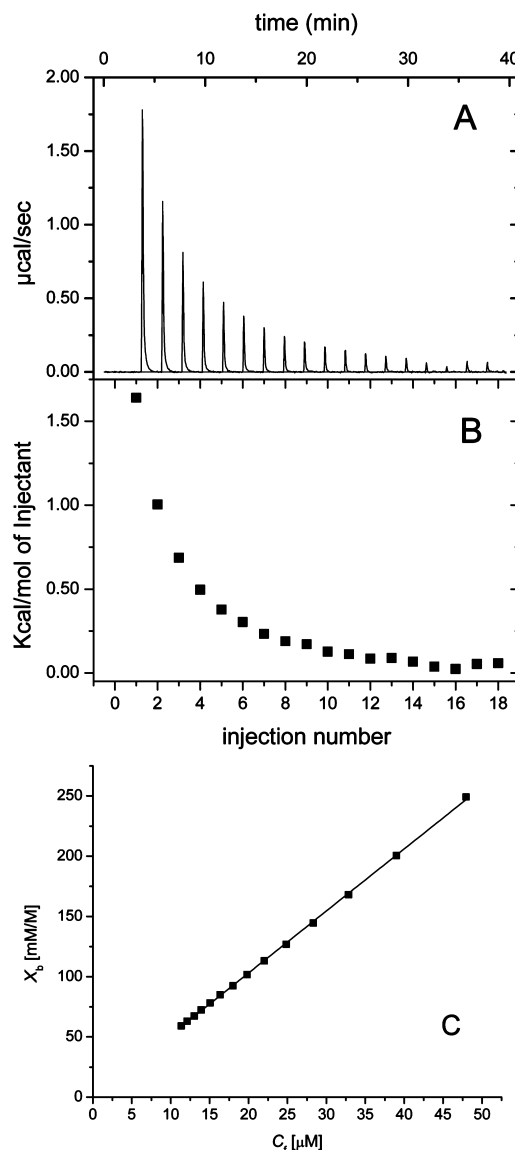 time (min)
0 10 20 30 40
2.00
1.50
1.00
0.50
0.00
µcal/sec
A
1.50
1.00
0.50
0.00
Kcal/mol of Injectant
B
0 2 4 6 8 10 12 14 16 18
injection number
250
200
150
100
50
0
X_b [mM/M]
C
0 5 10 15 20 25 30 35 40 45 50
C_f [µM]